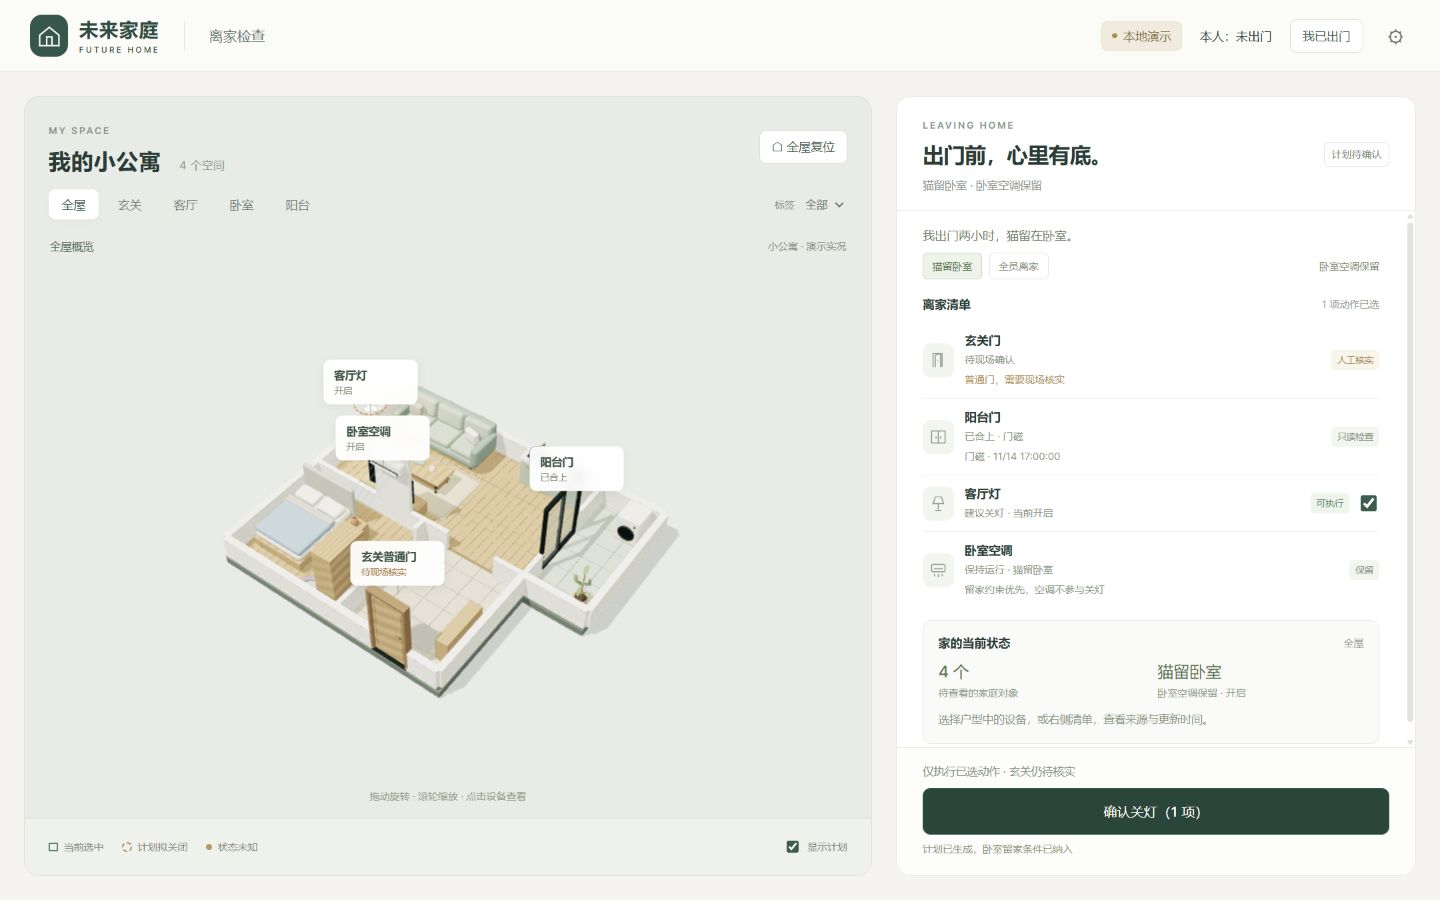 未来家庭
FUTURE HOME
离家检查
本地演示
本人：未出门
我已出门
MY SPACE
我的小公寓
4 个空间
全屋复位
全屋
玄关
客厅
卧室
阳台
标签
全部
全屋概览
小公寓 · 演示实况
客厅灯
开启
卧室空调
开启
阳台门
已合上
玄关普通门
待现场核实
拖动旋转 · 滚轮缩放 · 点击设备查看
当前选中
计划拟关闭
状态未知
显示计划
LEAVING HOME
出门前，心里有底。
计划待确认
猫留卧室 · 卧室空调保留
我出门两小时，猫留在卧室。
猫留卧室
全员离家
卧室空调保留
离家清单
1 项动作已选
玄关门
待现场确认
普通门，需要现场核实
人工核实
阳台门
已合上 · 门磁
门磁 · 11/14 17:00:00
只读检查
客厅灯
建议关灯 · 当前开启
可执行
卧室空调
保持运行 · 猫留卧室
留家约束优先，空调不参与关灯
保留
家的当前状态
全屋
4 个
待查看的家庭对象
猫留卧室
卧室空调保留 · 开启
选择户型中的设备，或右侧清单，查看来源与更新时间。
仅执行已选动作 · 玄关仍待核实
确认关灯（1 项）
计划已生成，卧室留家条件已纳入